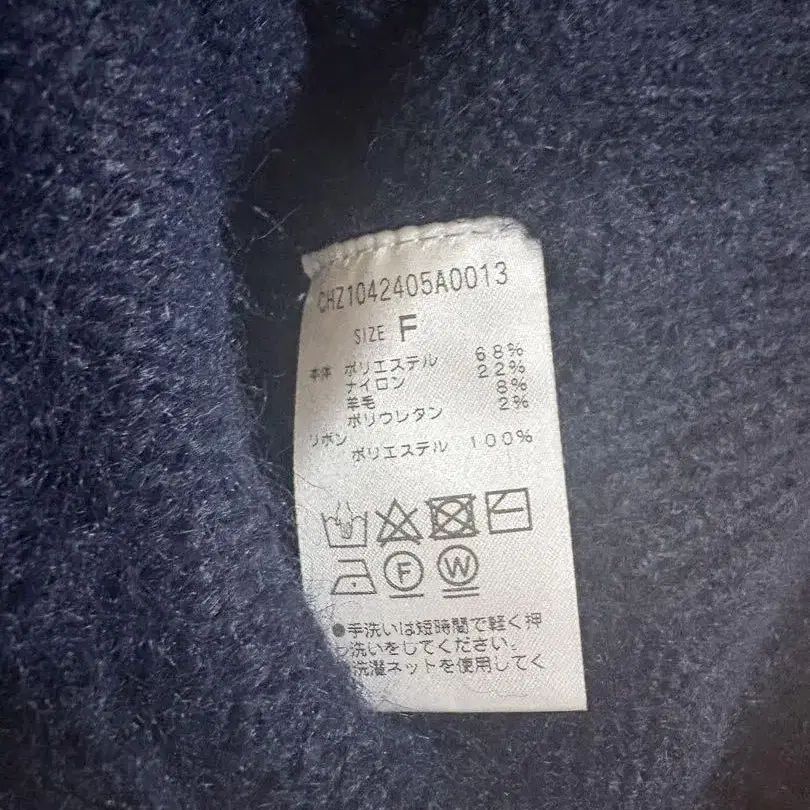 CHZ1042405A0013
SIZE F
本体 ポリエステル 68%
ナイロン 22%
羊毛 8%
ポリウレタン 2%
リボン
ポリエステル 100%
F W
●手洗いは短時間で軽く押
し洗いをしてください。
洗濯ネットを使用してく